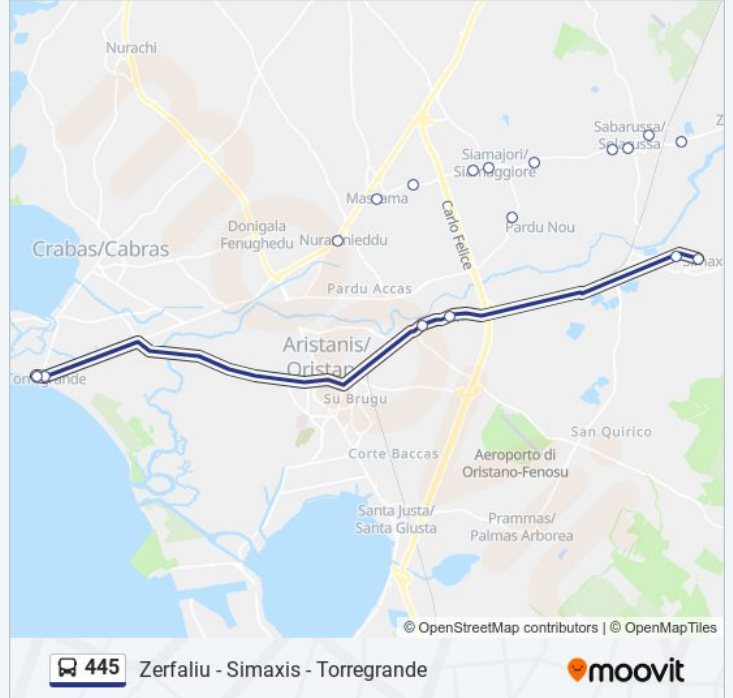 Nurachi
Sabarussa/
Solarussa
Z
Siamajori/
Siamaggiore
Massama
Donigala
Fenughedu
Nuraxinieddu
Pardu Nou
Carlo Felice
Crabas/Cabras
Simax
Pardu Accas
Aristanis/
Oristano
Torregrande
Su Brugu
San Quirico
Corte Baccas
Aeroporto di
Oristano-Fenosu
Santa Justa/
Santa Giusta
Prammas/
Palmas Arborea
© OpenStreetMap contributors | © OpenMapTiles
445 Zerfaliu - Simaxis - Torregrande
moovit